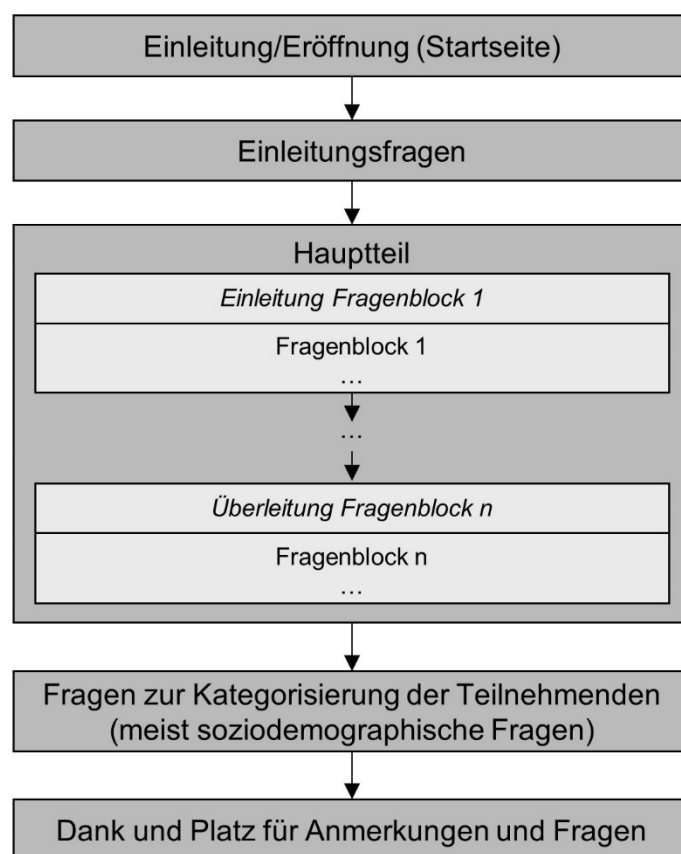 Einleitung/Eröffnung (Startseite)
Einleitungsfragen
Hauptteil
Einleitung Fragenblock 1
Fragenblock 1
...
...
Überleitung Fragenblock n
Fragenblock n
...
Fragen zur Kategorisierung der Teilnehmenden
(meist soziodemographische Fragen)
Dank und Platz für Anmerkungen und Fragen